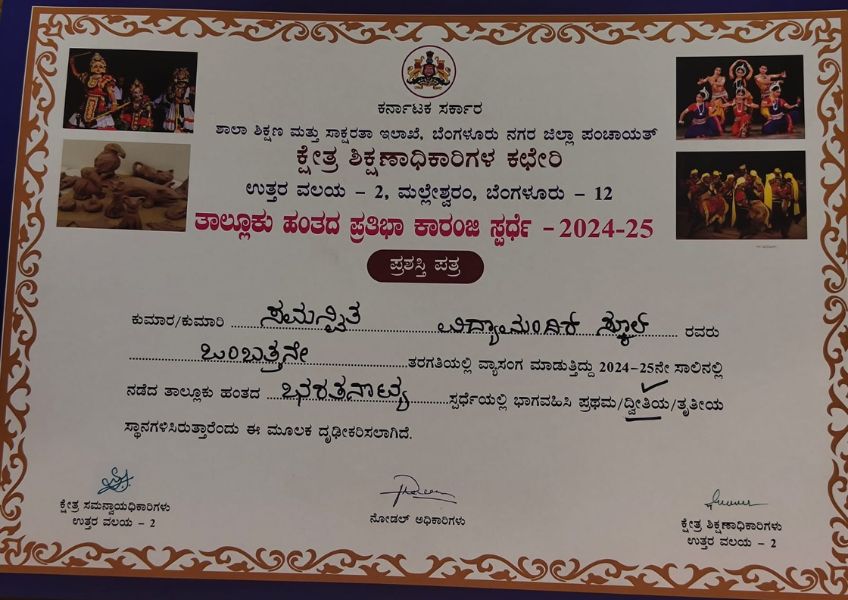 ಕರ್ನಾಟಕ ಸರ್ಕಾರ
ಶಾಲಾ ಶಿಕ್ಷಣ ಮತ್ತು ಸಾಕ್ಷರತಾ ಇಲಾಖೆ, ಬೆಂಗಳೂರು ನಗರ ಜಿಲ್ಲಾ ಪಂಚಾಯತ್
ಕ್ಷೇತ್ರ ಶಿಕ್ಷಣಾಧಿಕಾರಿಗಳ ಕಛೇರಿ
ಉತ್ತರ ವಲಯ – 2, ಮಲ್ಲೇಶ್ವರಂ, ಬೆಂಗಳೂರು – 12
ತಾಲ್ಲೂಕು ಹಂತದ ಪ್ರತಿಭಾ ಕಾರಂಜಿ ಸ್ಪರ್ಧೆ – 2024-25
ಪ್ರಶಸ್ತಿ ಪತ್ರ
ಕುಮಾರ/ಕುಮಾರಿ ಸಮನ್ವಿತ ವಿದ್ಯಾಮಂದಿರ ಸ್ಕೂಲ್ ರವರು
ಒಂಬತ್ತನೇ ತರಗತಿಯಲ್ಲಿ ವ್ಯಾಸಂಗ ಮಾಡುತ್ತಿದ್ದು 2024-25ನೇ ಸಾಲಿನಲ್ಲಿ
ನಡೆದ ತಾಲ್ಲೂಕು ಹಂತದ ಭರತನಾಟ್ಯ ಸ್ಪರ್ಧೆಯಲ್ಲಿ ಭಾಗವಹಿಸಿ ಪ್ರಥಮ/ದ್ವೀತಿಯ/ತೃತೀಯ
ಸ್ಥಾನಗಳಿಸಿರುತ್ತಾರೆಂದು ಈ ಮೂಲಕ ದೃಢೀಕರಿಸಲಾಗಿದೆ.
ಕ್ಷೇತ್ರ ಸಮನ್ವಾಯಧಿಕಾರಿಗಳು
ಉತ್ತರ ವಲಯ – 2
ನೋಡಲ್ ಅಧಿಕಾರಿಗಳು
ಕ್ಷೇತ್ರ ಶಿಕ್ಷಣಾಧಿಕಾರಿಗಳು
ಉತ್ತರ ವಲಯ – 2